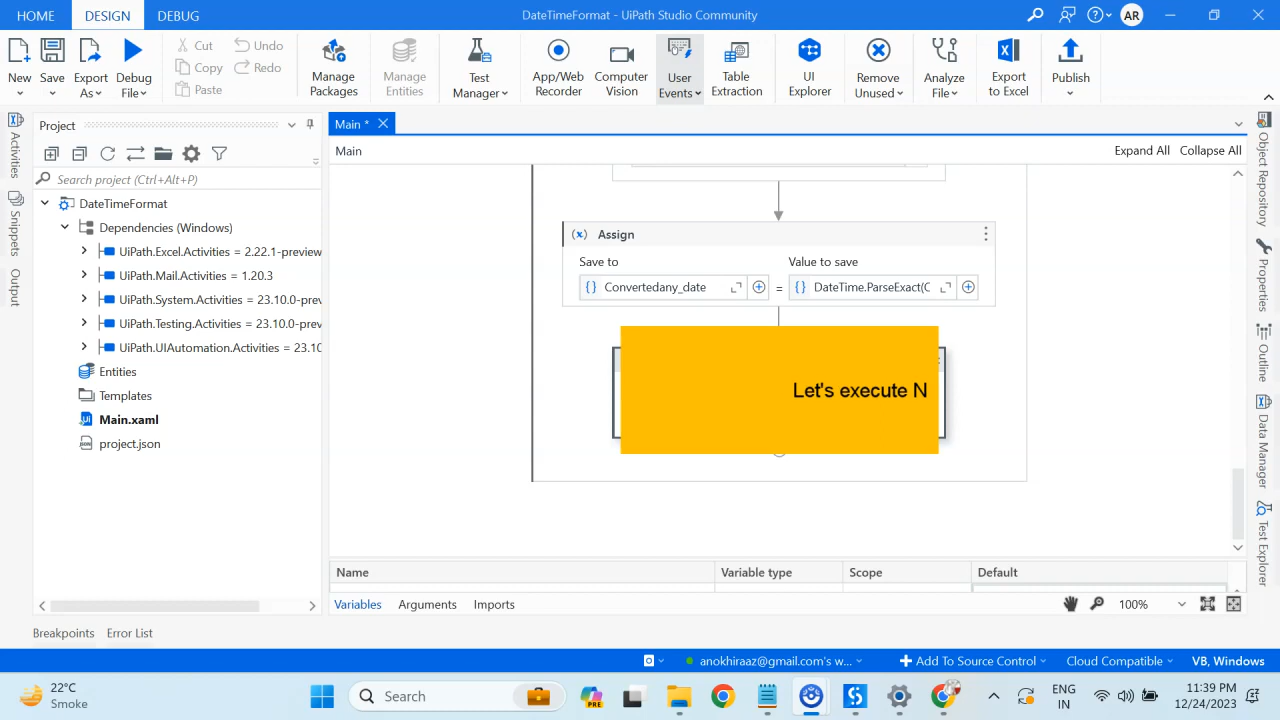 HOME
DESIGN
DEBUG
DateTimeFormat - UiPath Studio Community
AR
New
Save
Export As
Debug File
Cut
Copy
Paste
Undo
Redo
Manage Packages
Manage Entities
Test Manager
App/Web Recorder
Computer Vision
User Events
Table Extraction
UI Explorer
Remove Unused
Analyze File
Export to Excel
Publish
Project
Main *
Main
Expand All
Collapse All
Activities
Snippets
Output
Search project (Ctrl+Alt+P)
DateTimeFormat
Dependencies (Windows)
UiPath.Excel.Activities = 2.22.1-preview
UiPath.Mail.Activities = 1.20.3
UiPath.System.Activities = 23.10.0-prev
UiPath.Testing.Activities = 23.10.0-prev
UiPath.UIAutomation.Activities = 23.10
Entities
Templates
Main.xaml
project.json
Assign
Save to
Value to save
Convertedany_date
=
DateTime.ParseExact(C
Let's execute N
Object Repository
Properties
Outline
Data Manager
Test Explorer
Name
Variable type
Scope
Default
Variables
Arguments
Imports
100%
Breakpoints
Error List
anokhiraaz@gmail.com's w...
Add To Source Control
Cloud Compatible
VB, Windows
22°C
Smoke
Search
PRE
ENG
IN
11:39 PM
12/24/2023